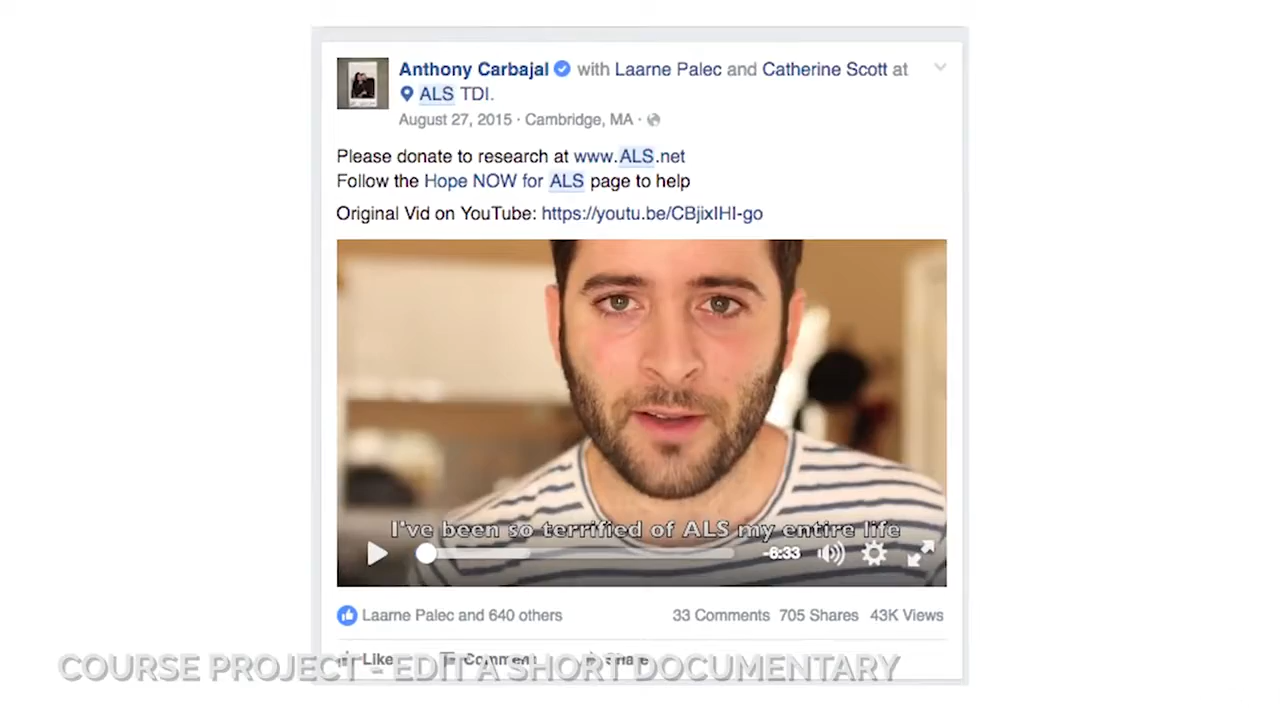 Anthony Carbajal with Laarne Palec and Catherine Scott at
ALS TDI.
August 27, 2015 · Cambridge, MA ·
Please donate to research at www.ALS.net
Follow the Hope NOW for ALS page to help
Original Vid on YouTube: https://youtu.be/CBjixIHI-go
I've been so terrified of ALS my entire life
-6:33
Laarne Palec and 640 others 33 Comments 705 Shares 43K Views
Like Comment Share
COURSE PROJECT - EDIT A SHORT DOCUMENTARY